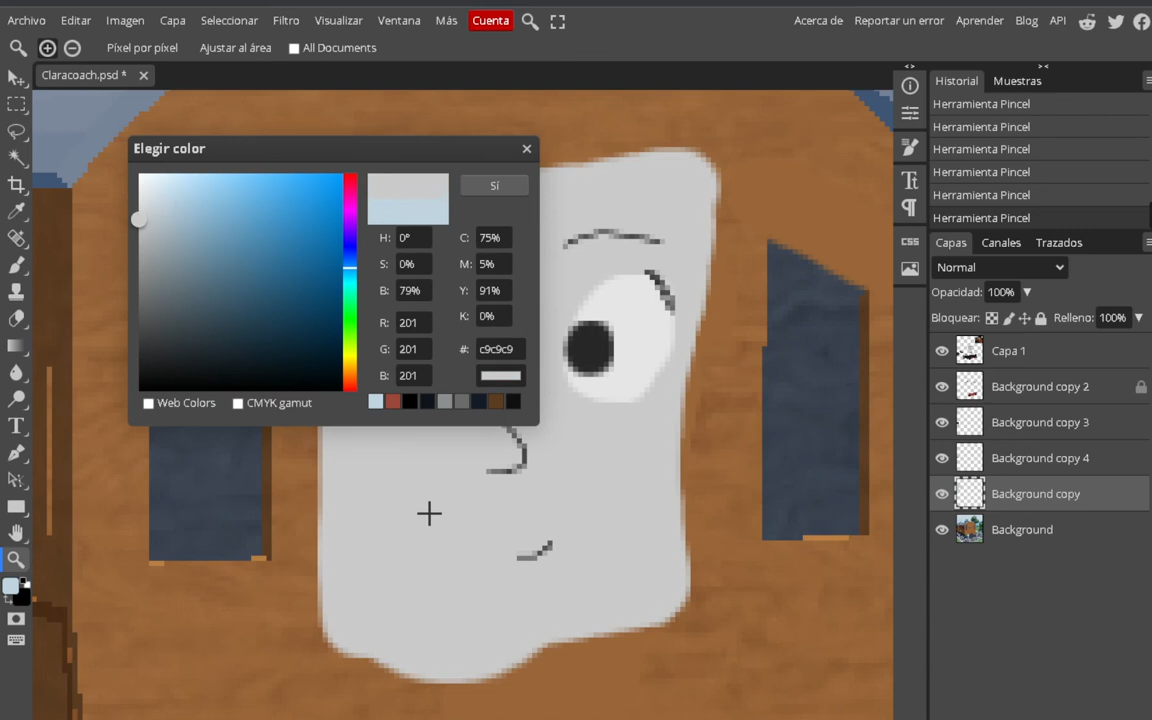 Archivo Editar Imagen Capa Seleccionar Filtro Visualizar Ventana Más Cuenta Acerca de Reportar un error Aprender Blog API
Píxel por píxel Ajustar al área All Documents
Claracoach.psd *
Historial Muestras
Herramienta Pincel
Herramienta Pincel
Herramienta Pincel
Herramienta Pincel
Herramienta Pincel
Herramienta Pincel
CSS
Capas Canales Trazados
Normal
Opacidad: 100%
Bloquear: Relleno: 100%
Capa 1
Background copy 2
Background copy 3
Background copy 4
Background copy
Background
Elegir color
Sí
H: 0° C: 75%
S: 0% M: 5%
B: 79% Y: 91%
R: 201 K: 0%
G: 201 #: c9c9c9
B: 201
Web Colors CMYK gamut